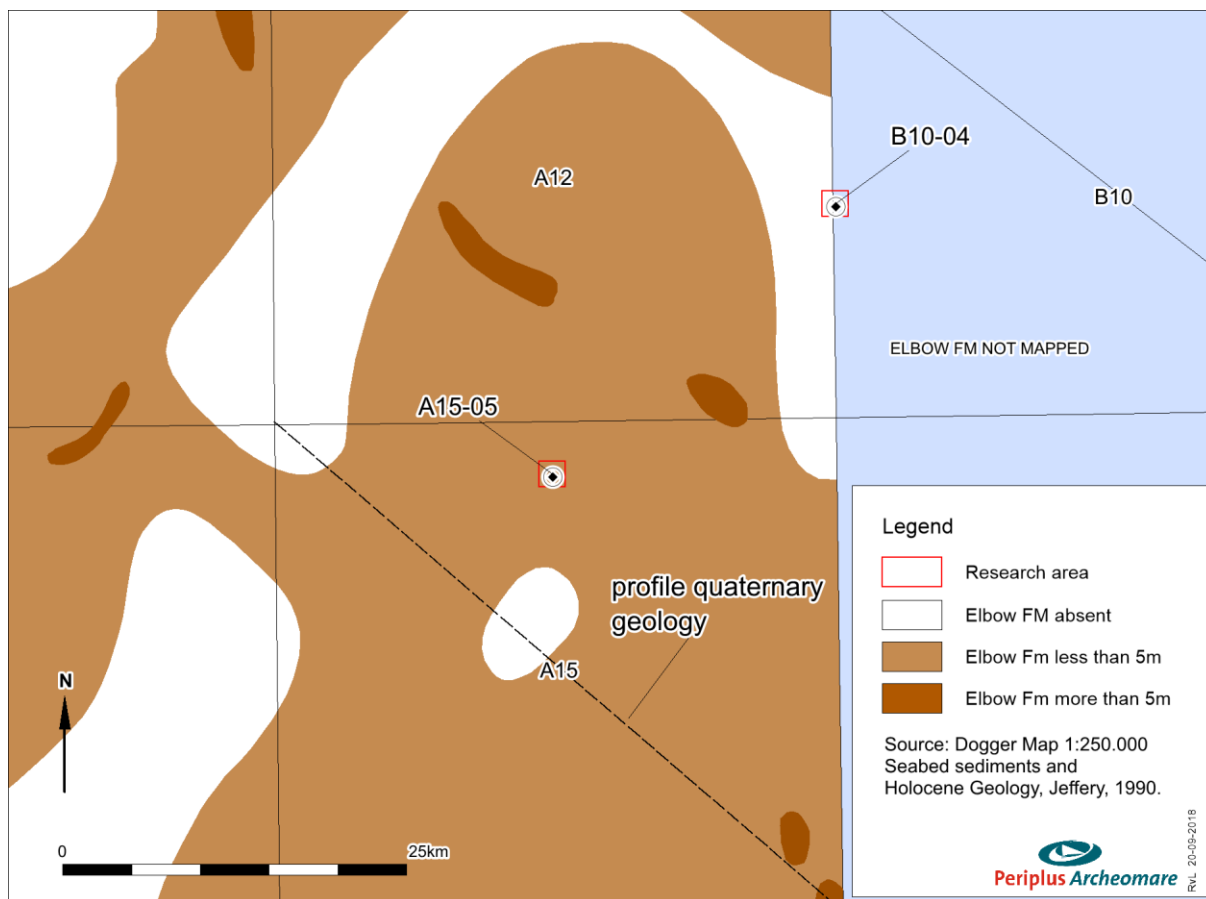 B10-04
A12
B10
ELBOW FM NOT MAPPED
A15-05
profile quaternary
geology
A15
N
0
25km
Legend
Research area
Elbow FM absent
Elbow Fm less than 5m
Elbow Fm more than 5m
Source: Dogger Map 1:250.000
Seabed sediments and
Holocene Geology, Jeffery, 1990.
Periplus Archeomare
RvL 20-09-2018